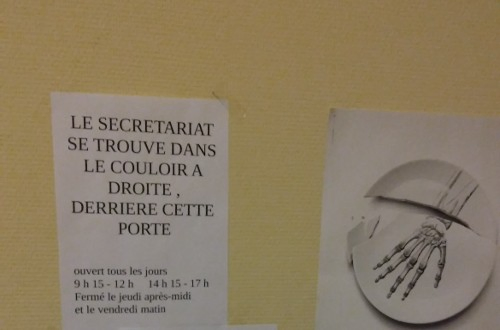 LE SECRETARIAT
SE TROUVE DANS
LE COULOIR A
DROITE ,
DERRIERE CETTE
PORTE
ouvert tous les jours
9 h 15 - 12 h 14 h 15 - 17 h
Fermé le jeudi après-midi
et le vendredi matin